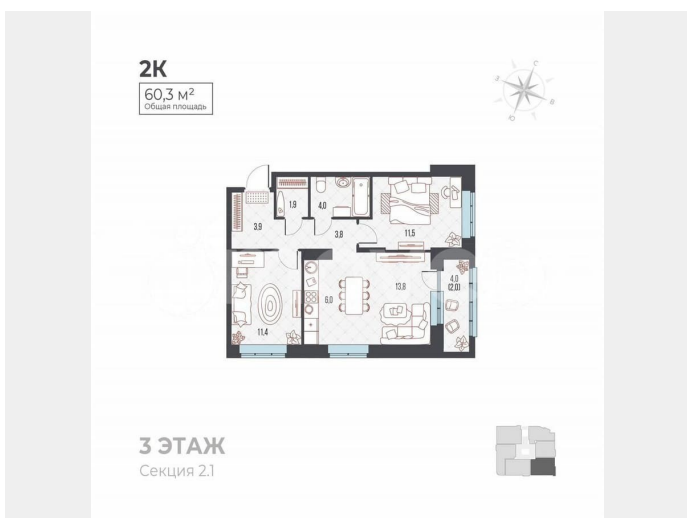 2К
60,3 м²
Общая площадь
С
З
В
Ю
1.9
4.0
3.9
3.8
11.5
4.0
(2.0)
13.8
6.0
11.4
3 ЭТАЖ
Секция 2.1